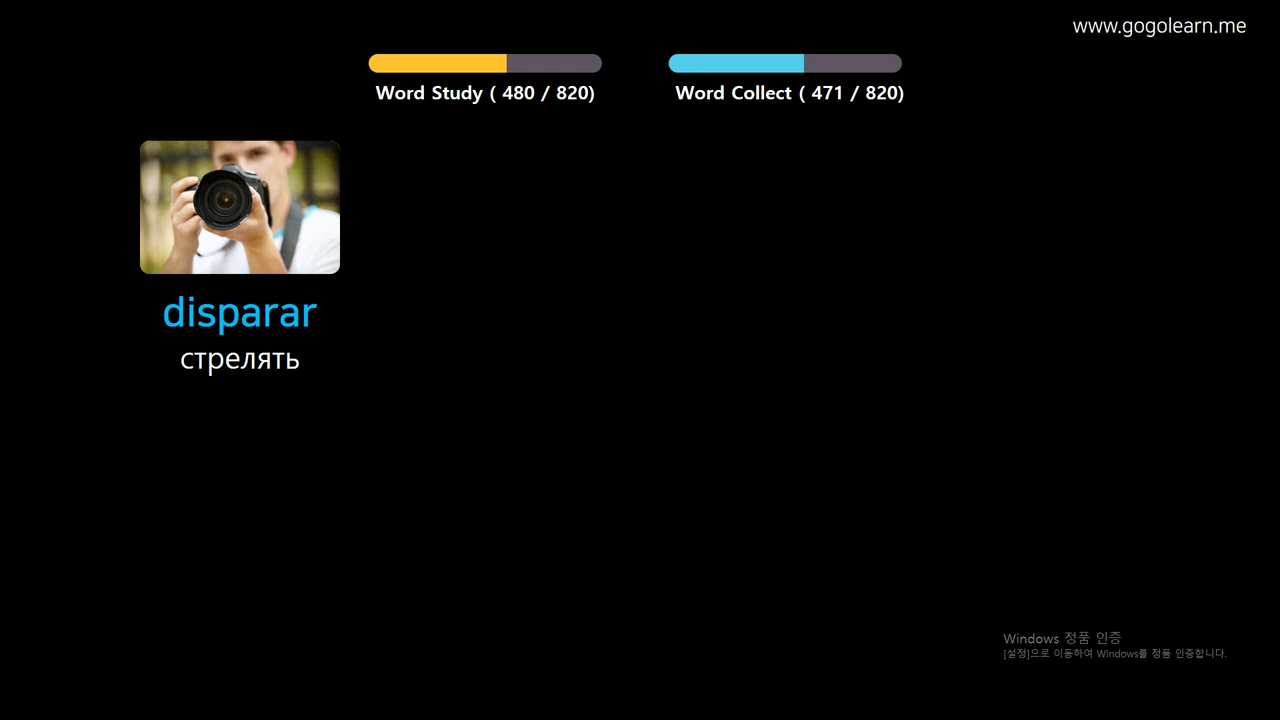 www.gogolearn.me
Word Study ( 480 / 820)
Word Collect ( 471 / 820)
disparar
стрелять
Windows 정품 인증
[설정]으로 이동하여 Windows를 정품 인증합니다.